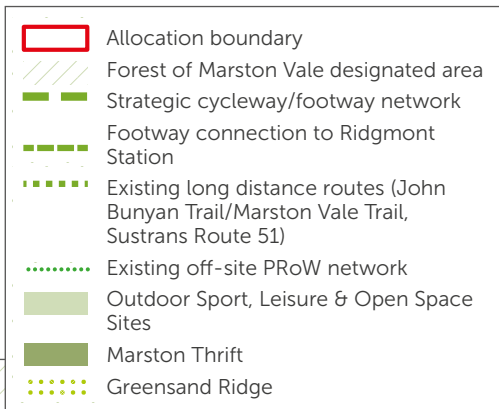 Allocation boundary
Forest of Marston Vale designated area
Strategic cycleway/footway network
Footway connection to Ridgmont
Station
Existing long distance routes (John
Bunyan Trail/Marston Vale Trail,
Sustrans Route 51)
Existing off-site PRoW network
Outdoor Sport, Leisure & Open Space
Sites
Marston Thrift
Greensand Ridge